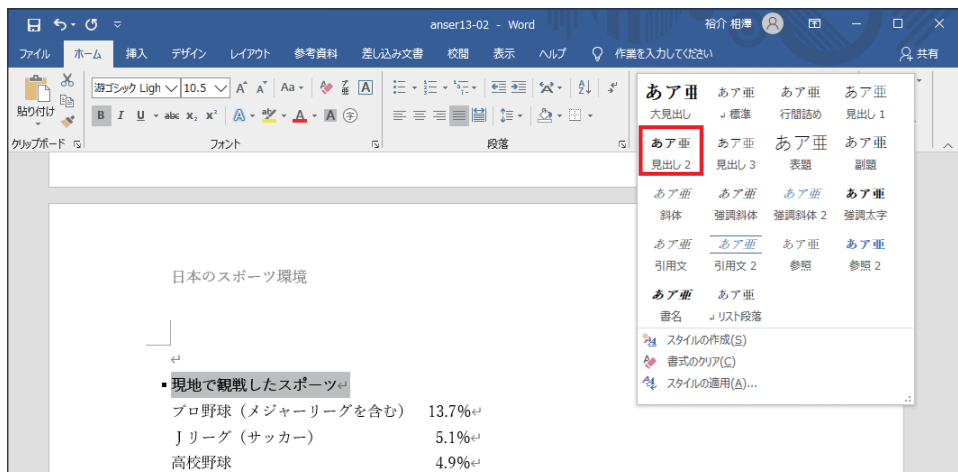 anser13-02 - Word
裕介 相澤
ファイル ホーム 挿入 デザイン レイアウト 参考資料 差し込み文書 校閲 表示 ヘルプ 作業を入力してください 共有
貼り付け
游ゴシック Ligh 10.5 A A Aa A
B I U abc x₂ x² A aby A A 字
クリップボード フォント 段落
あア亜 あア亜 あア亜 あア亜
大見出し ↲標準 行間詰め 見出し 1
あア亜 あア亜 あア亜 あア亜
見出し 2 見出し 3 表題 副題
あア亜 あア亜 あア亜 あア亜
斜体 強調斜体 強調斜体 2 強調太字
あア亜 あア亜 あア亜 あア亜
引用文 引用文 2 参照 参照 2
あア亜 あア亜
書名 ↲リスト段落
スタイルの作成(S)
書式のクリア(C)
スタイルの適用(A)...
日本のスポーツ環境
現地で観戦したスポーツ
プロ野球（メジャーリーグを含む） 13.7%
Ｊリーグ（サッカー） 5.1%
高校野球 4.9%